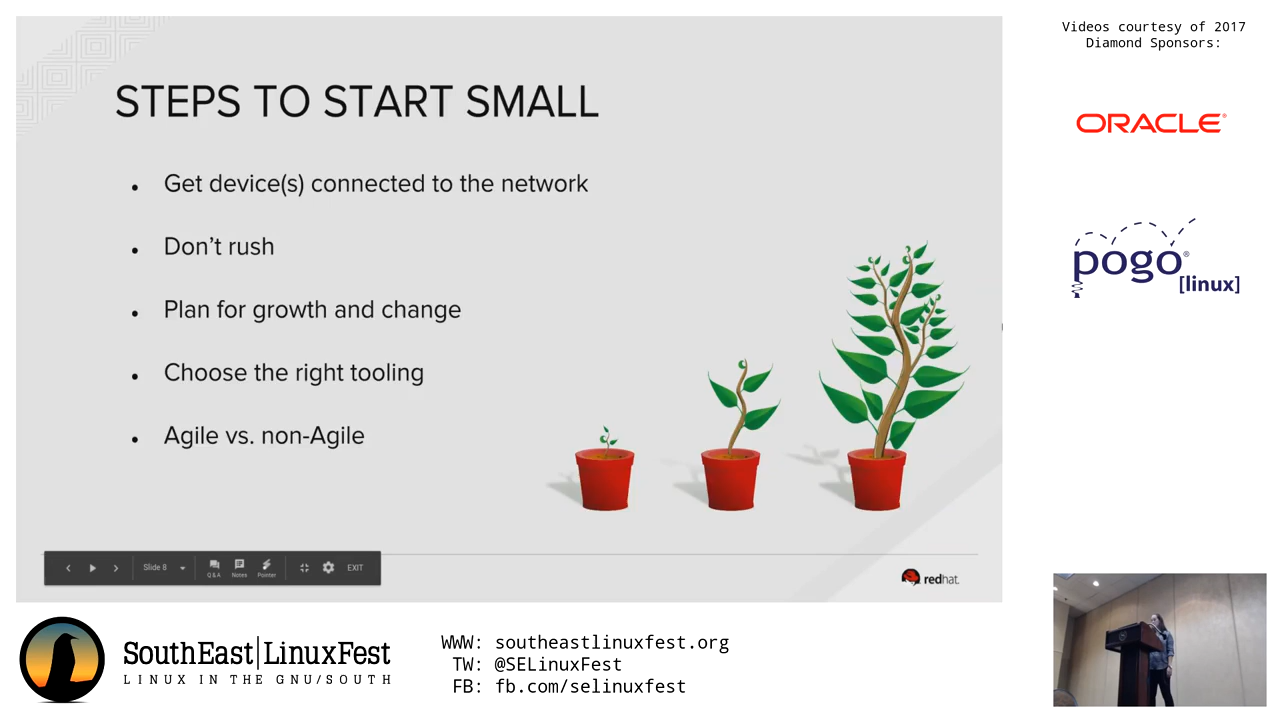 Videos courtesy of 2017
Diamond Sponsors:
ORACLE®
pogo®
[linux]
STEPS TO START SMALL
• Get device(s) connected to the network
• Don’t rush
• Plan for growth and change
• Choose the right tooling
• Agile vs. non-Agile
Slide 8
Q&A
Notes
Pointer
EXIT
redhat.
SouthEast|LinuxFest
LINUX IN THE GNU/SOUTH
WWW: southeastlinuxfest.org
TW: @SELinuxFest
FB: fb.com/selinuxfest